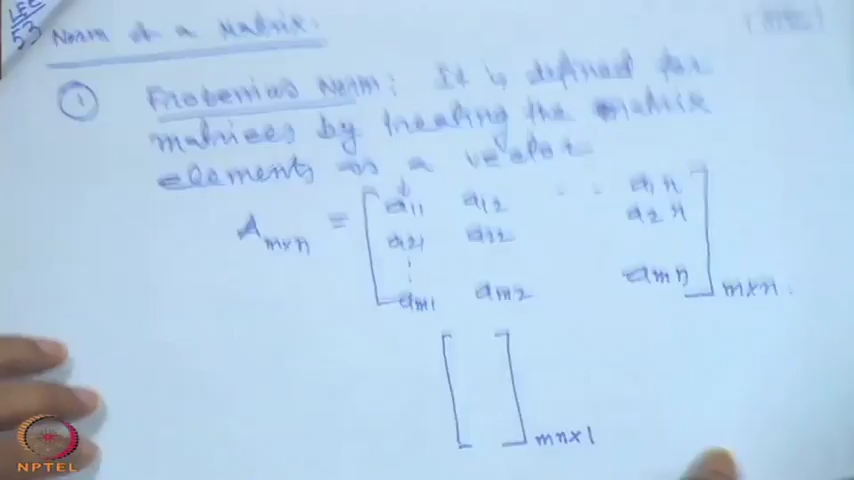 LEC
53
Norm of a Matrix.
① Frobenius Norm: It is defined for
matrices by treating the matrix
elements as a vector
A m×n = [ a11 a12 . . a1n
a21 a22 a2n
⋮
am1 am2 amn ] m×n.
[ ] mn×1
NPTEL